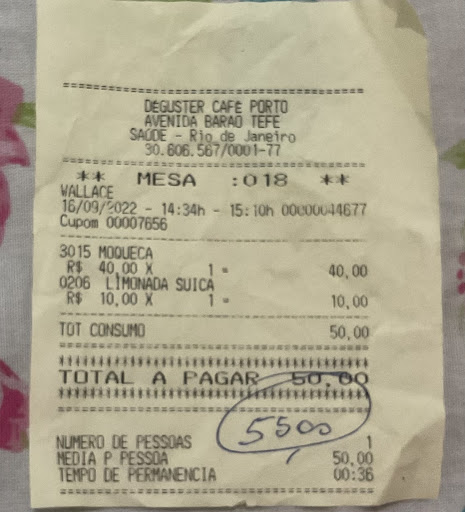 DEGUSTER CAFE PORTO
AVENIDA BARAO TEFE
SAODE - Rio de Janeiro
30.606.567/0001-77
** MESA :018 **
WALLACE
16/09/2022 - 14:34h - 15:10h 00000044677
Cupom 00007656
3015 MOQUECA
R$ 40,00 X 1 = 40,00
0206 LIMONADA SUICA
R$ 10,00 X 1 = 10,00
TOT CONSUMO 50,00
TOTAL A PAGAR 50,00
5500
NUMERO DE PESSOAS 1
MEDIA P PESSOA 50,00
TEMPO DE PERMANENCIA 00:36